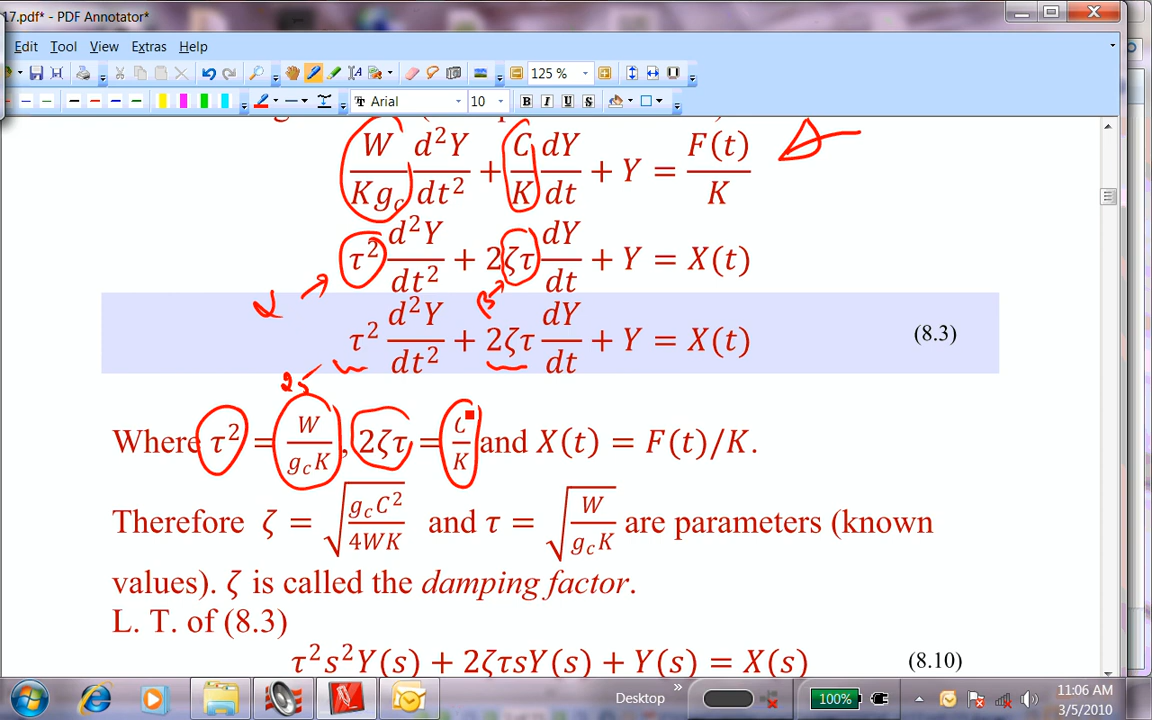 17.pdf* - PDF Annotator*
Edit Tool View Extras Help
125 %
Arial 10 B I U S
W/(Kg_c) d²Y/dt² + C/K dY/dt + Y = F(t)/K
τ² d²Y/dt² + 2ζτ dY/dt + Y = X(t)
τ² d²Y/dt² + 2ζτ dY/dt + Y = X(t) (8.3)
25
Where τ² = W/(g_c K), 2ζτ = C/K and X(t) = F(t)/K.
Therefore ζ = √(g_c C²/4WK) and τ = √(W/(g_c K)) are parameters (known
values). ζ is called the damping factor.
L. T. of (8.3)
τ²s²Y(s) + 2ζτsY(s) + Y(s) = X(s) (8.10)
Desktop » 100% 11:06 AM
3/5/2010